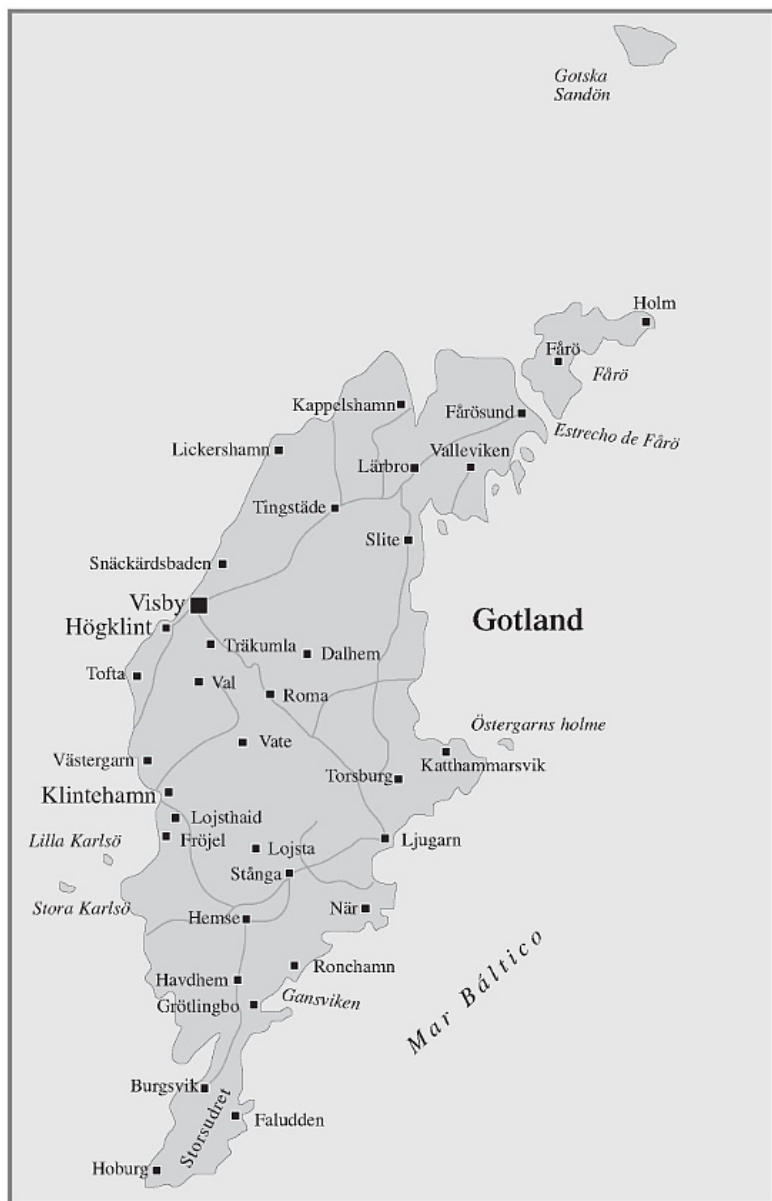 Gotska
Sandön
Holm
Fårö
Fårö
Kappelshamn
Fårösund
Estrecho de Fårö
Lickershamn
Valleviken
Lärbro
Tingstäde
Slite
Snäckärdsbaden
Visby
Högklint
Gotland
Träkumla
Dalhem
Tofta
Val
Roma
Östergarns holme
Vate
Västergarn
Katthammarsvik
Torsburg
Klintehamn
Lojsthaid
Lilla Karlsö
Fröjel
Ljugarn
Lojsta
Stånga
Stora Karlsö
När
Hemse
Mar Báltico
Ronehamn
Havdhem
Gansviken
Grötlingbo
Burgsvik
Storsudret
Faludden
Hoburg